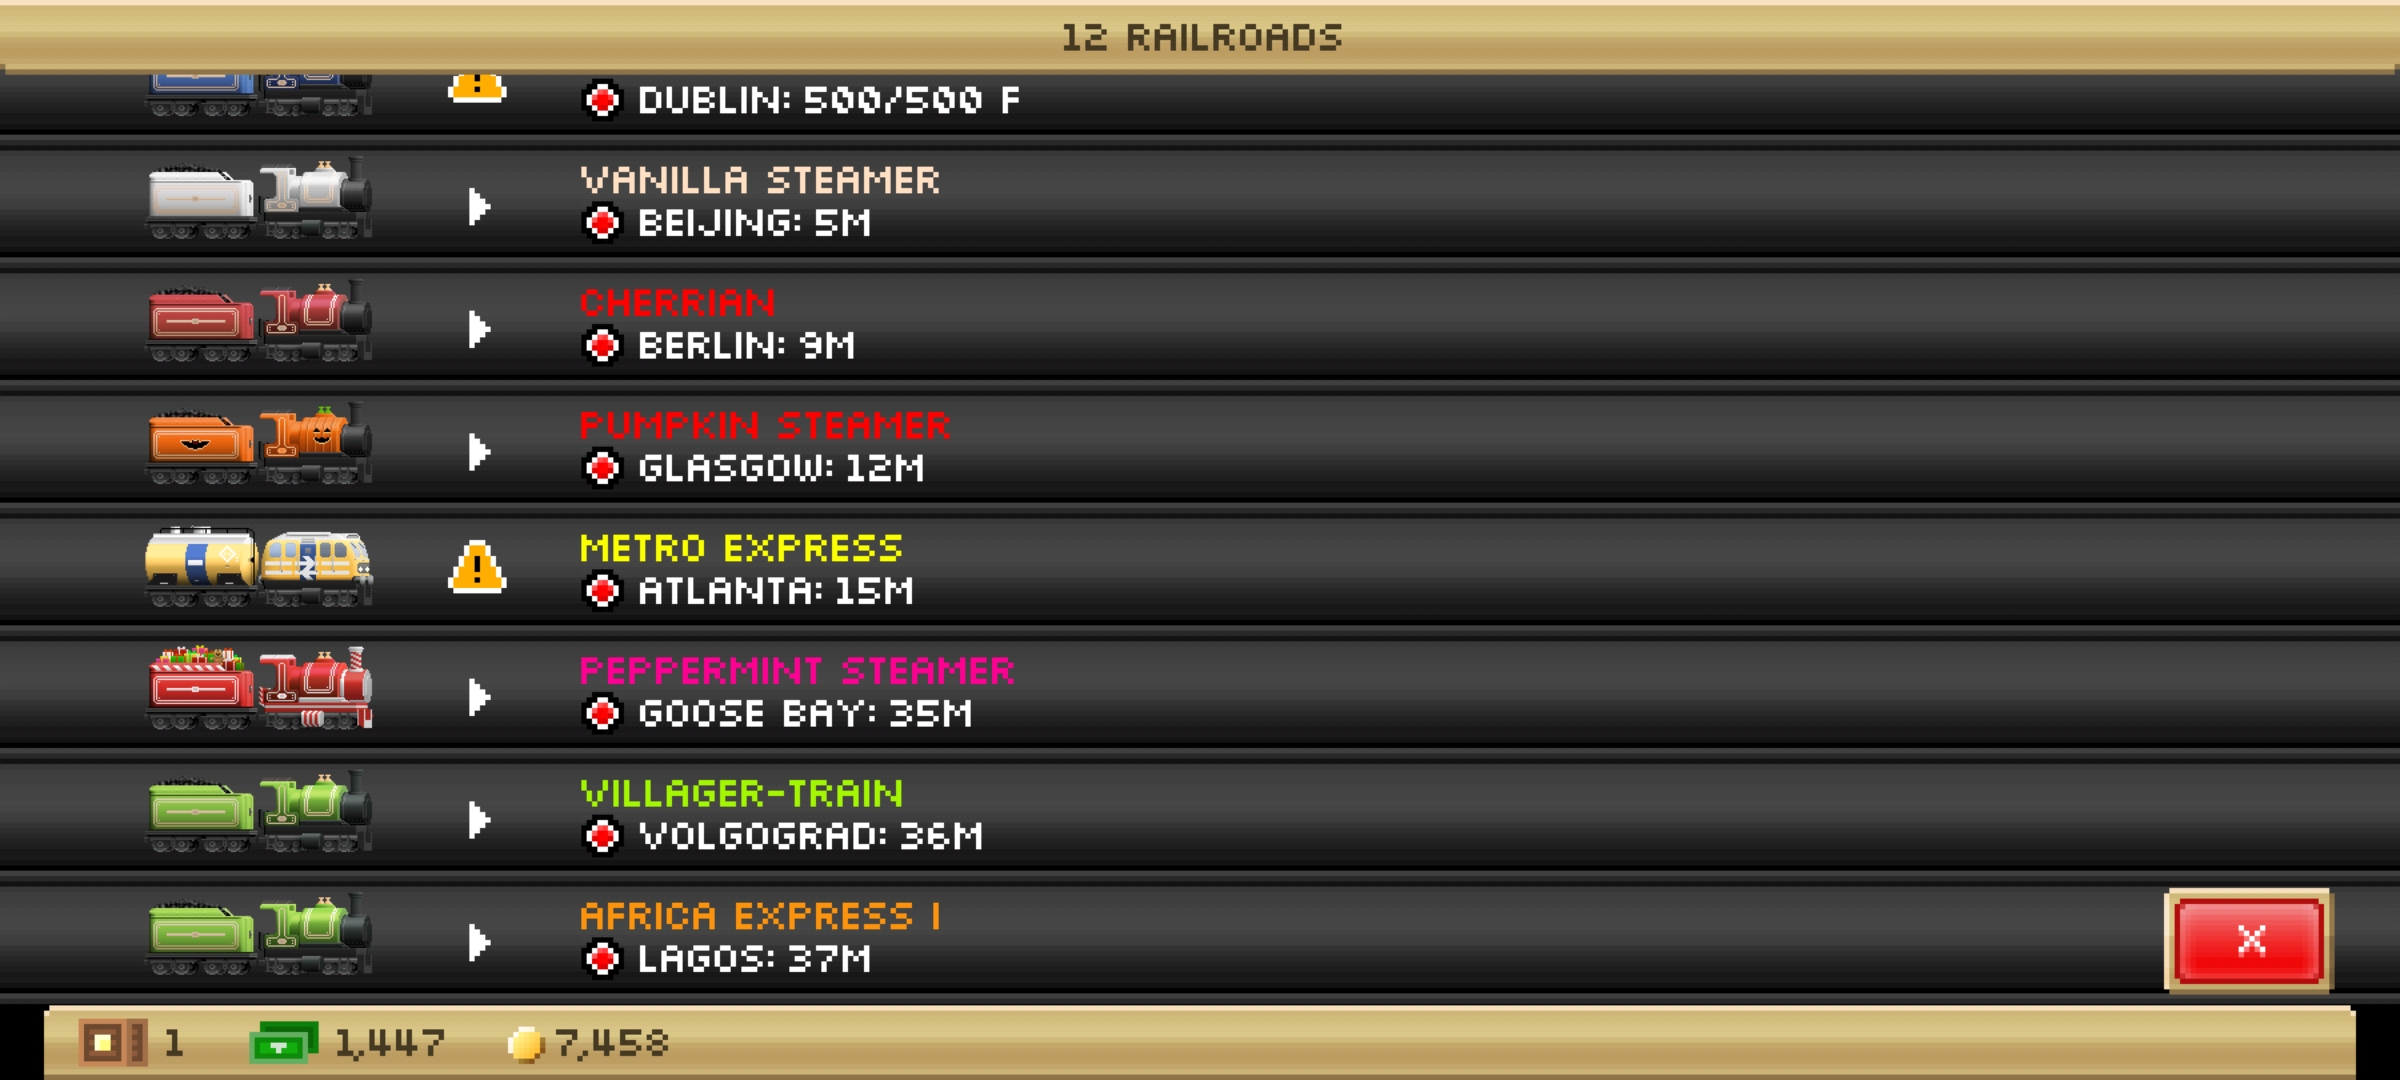 12 RAILROADS
DUBLIN: 500/500 F
VANILLA STEAMER
BEIJING: 5M
CHERRIAN
BERLIN: 9M
PUMPKIN STEAMER
GLASGOW: 12M
METRO EXPRESS
ATLANTA: 15M
PEPPERMINT STEAMER
GOOSE BAY: 35M
VILLAGER-TRAIN
VOLGOGRAD: 36M
AFRICA EXPRESS I
LAGOS: 37M
X
1 1,447 7,458